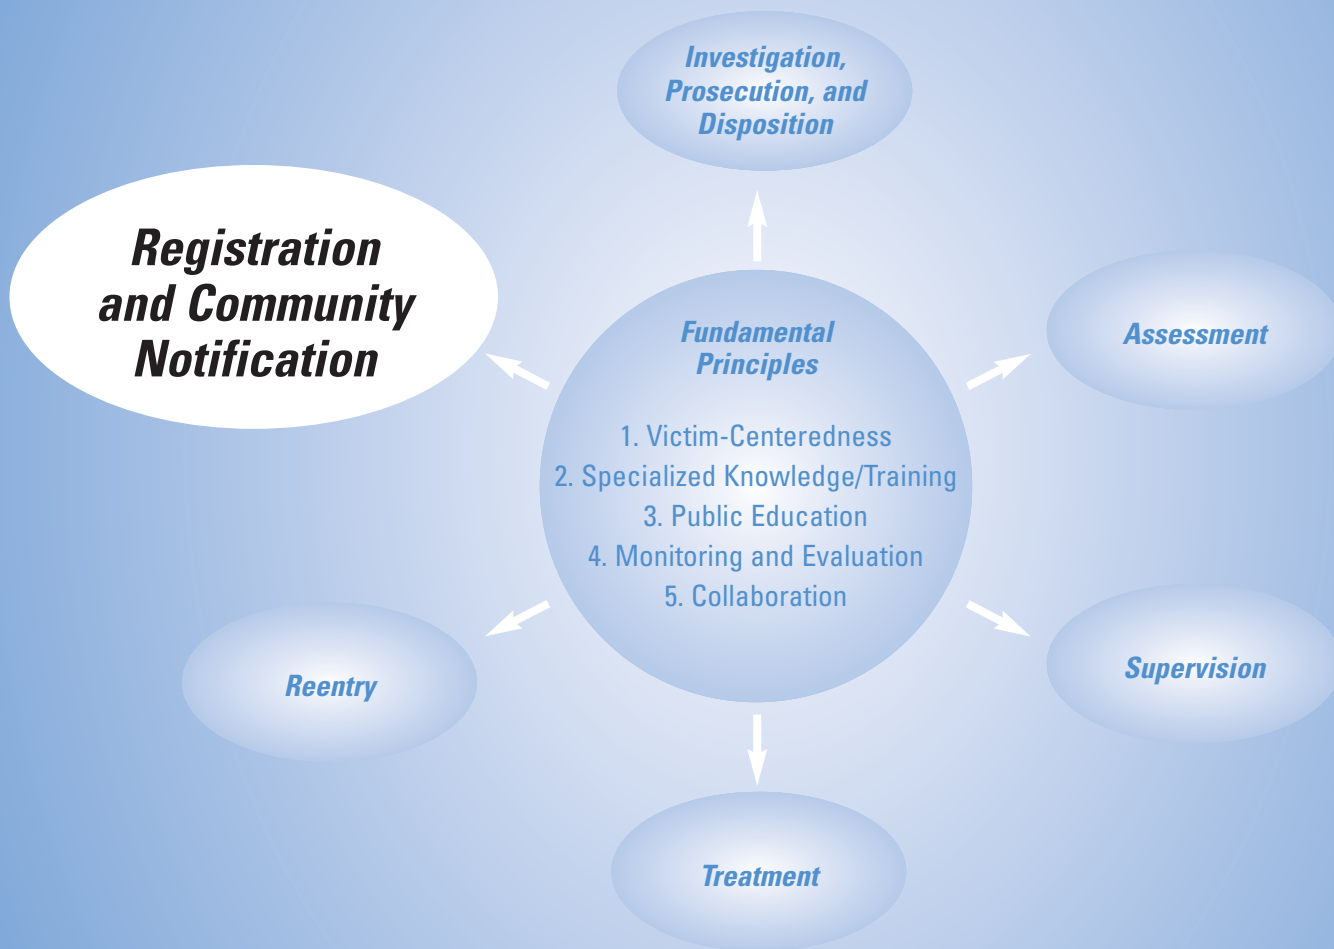 Investigation,
Prosecution, and
Disposition
Registration
and Community
Notification
Fundamental
Principles
1. Victim-Centeredness
2. Specialized Knowledge/Training
3. Public Education
4. Monitoring and Evaluation
5. Collaboration
Assessment
Supervision
Reentry
Treatment